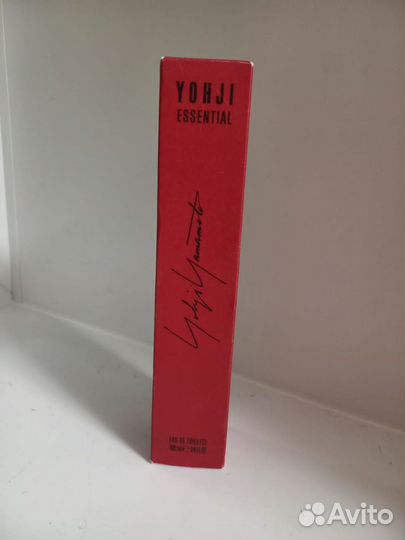 YOHJI
ESSENTIAL
Yohji Yamamoto
EAU DE TOILETTE
Avito